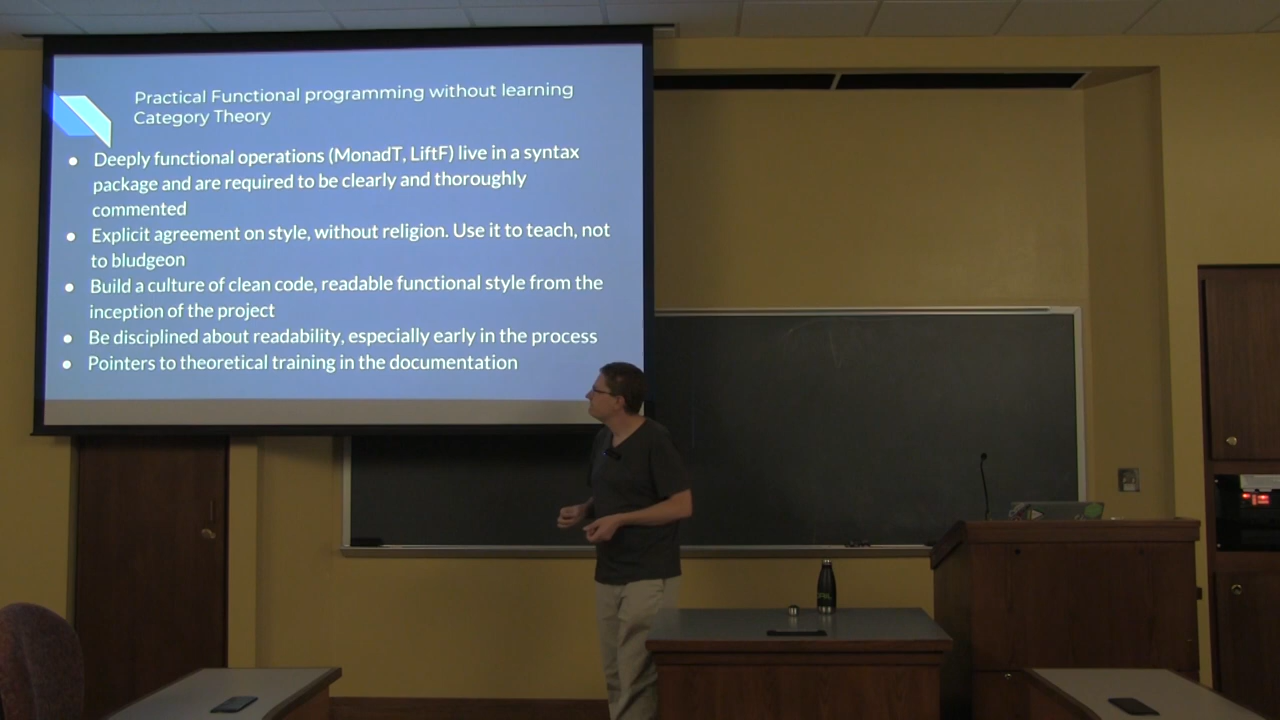 Practical Functional programming without learning
Category Theory
● Deeply functional operations (MonadT, LiftF) live in a syntax
package and are required to be clearly and thoroughly
commented
● Explicit agreement on style, without religion. Use it to teach, not
to bludgeon
● Build a culture of clean code, readable functional style from the
inception of the project
● Be disciplined about readability, especially early in the process
● Pointers to theoretical training in the documentation